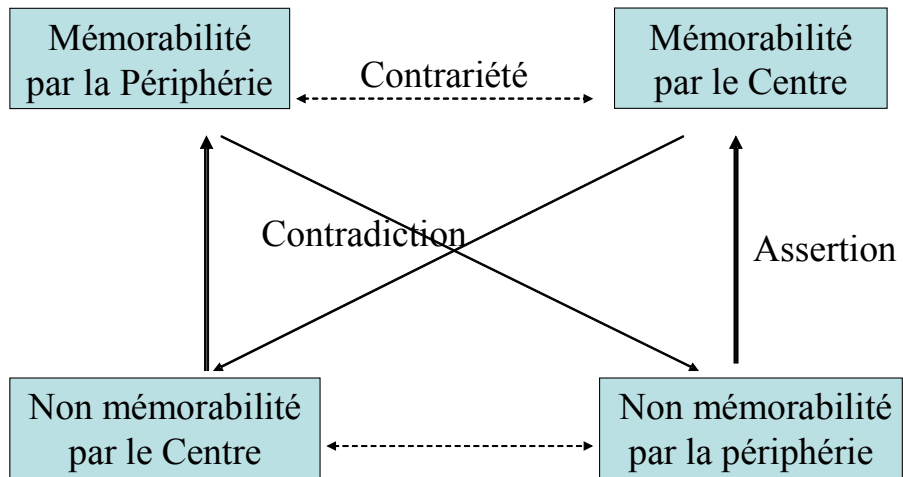 Mémorabilité
par la Périphérie
Contrariété
Mémorabilité
par le Centre
Contradiction
Assertion
Non mémorabilité
par le Centre
Non mémorabilité
par la périphérie